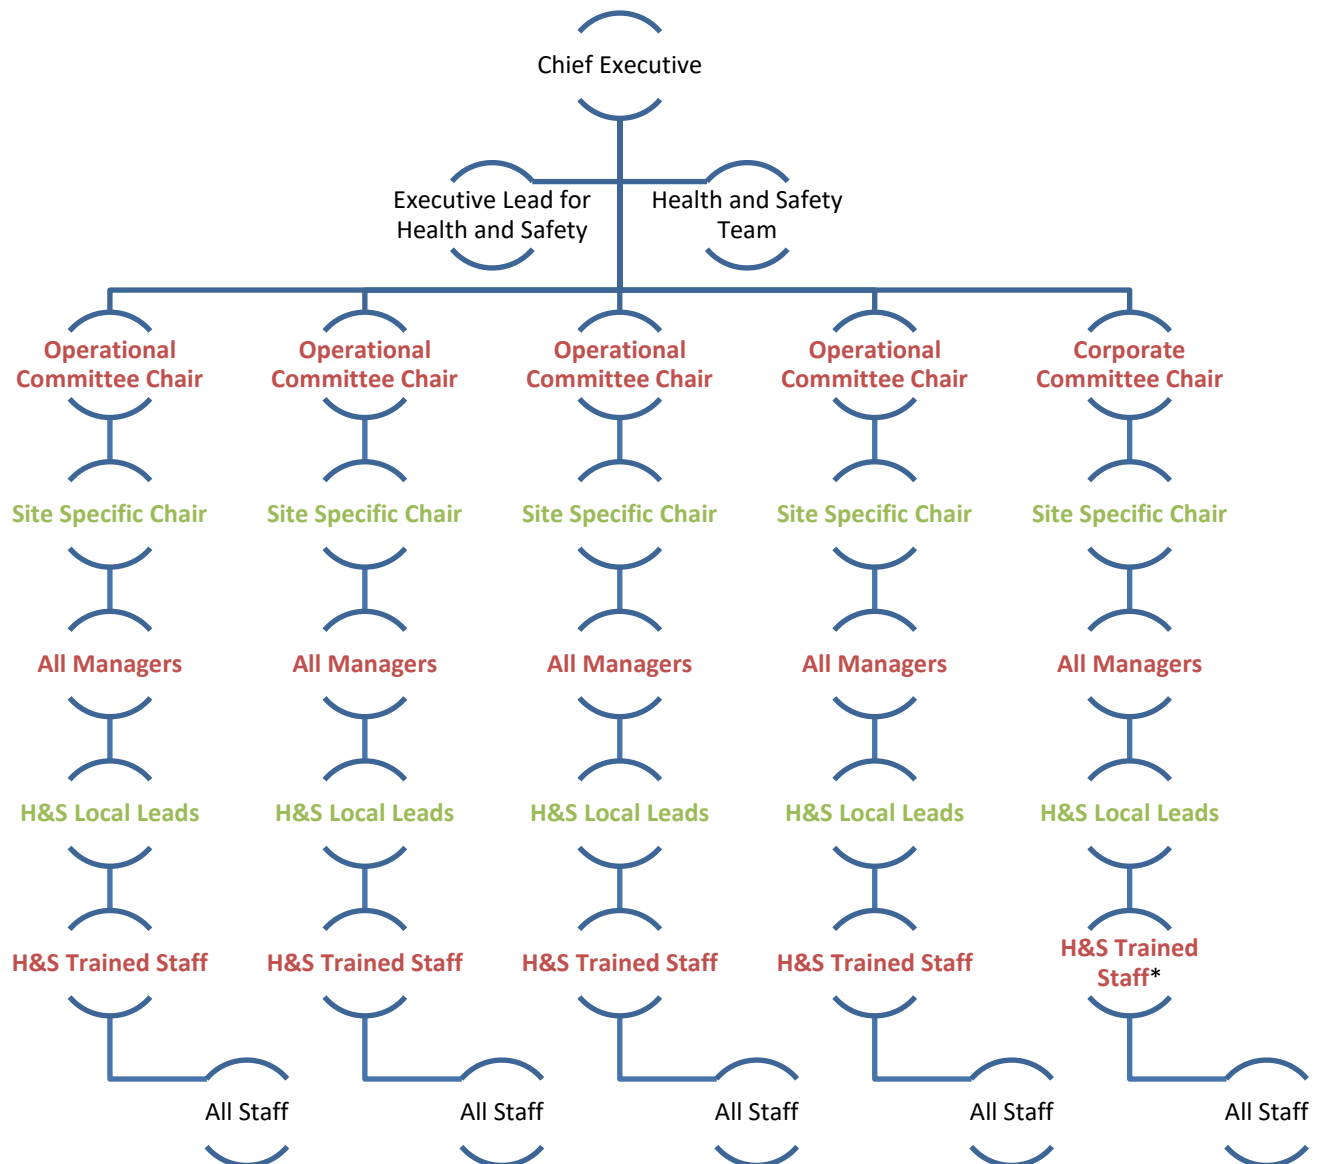 Chief Executive
Executive Lead for
Health and Safety
Health and Safety
Team
Operational
Committee Chair
Operational
Committee Chair
Operational
Committee Chair
Operational
Committee Chair
Corporate
Committee Chair
Site Specific Chair
Site Specific Chair
Site Specific Chair
Site Specific Chair
Site Specific Chair
All Managers
All Managers
All Managers
All Managers
All Managers
H&S Local Leads
H&S Local Leads
H&S Local Leads
H&S Local Leads
H&S Local Leads
H&S Trained Staff
H&S Trained Staff
H&S Trained Staff
H&S Trained Staff
H&S Trained
Staff*
All Staff
All Staff
All Staff
All Staff
All Staff